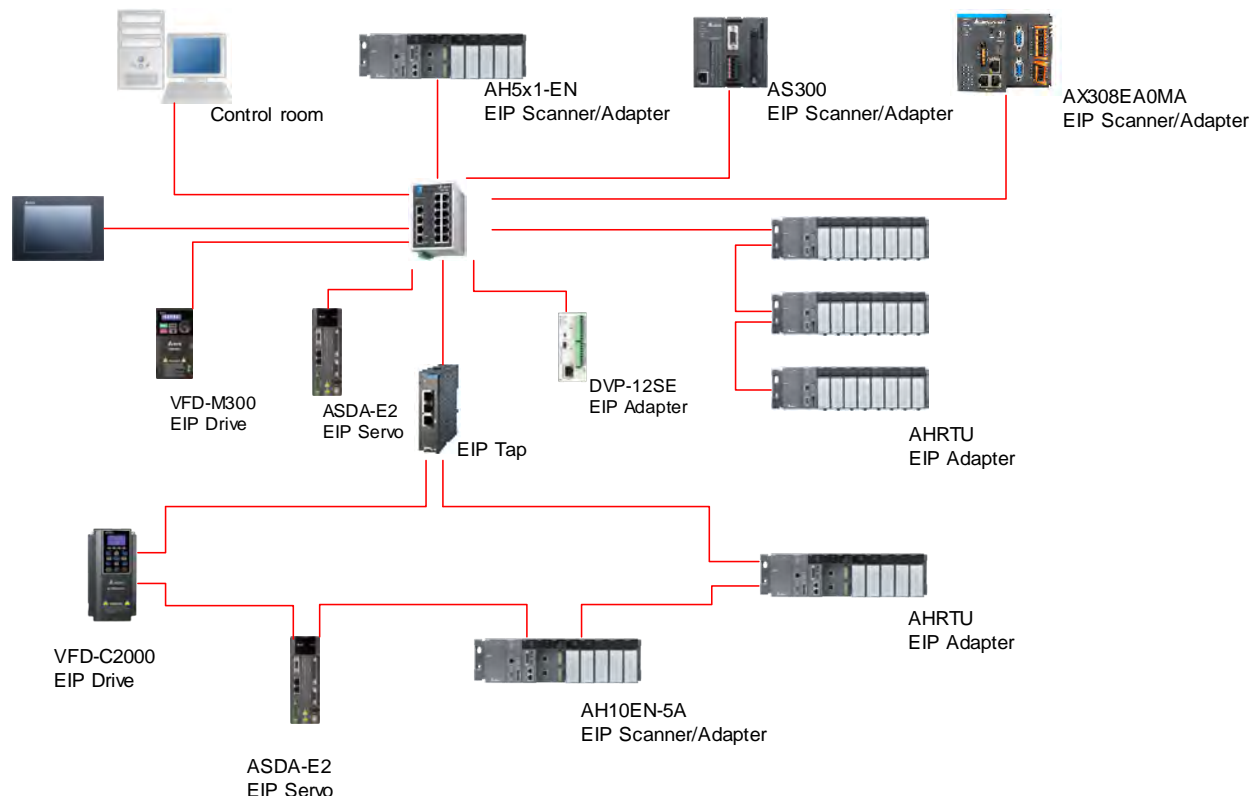 Control room
AH5x1-EN
EIP Scanner/Adapter
AS300
EIP Scanner/Adapter
AX308EA0MA
EIP Scanner/Adapter
VFD-M300
EIP Drive
ASDA-E2
EIP Servo
EIP Tap
DVP-12SE
EIP Adapter
AHRTU
EIP Adapter
VFD-C2000
EIP Drive
ASDA-E2
EIP Servo
AH10EN-5A
EIP Scanner/Adapter
AHRTU
EIP Adapter